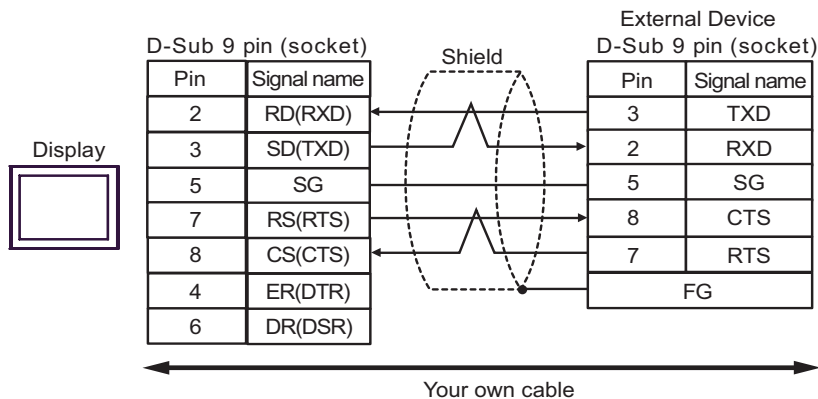 External Device
D-Sub 9 pin (socket)
Shield
D-Sub 9 pin (socket)
Pin Signal name
Pin Signal name
2 RD(RXD)
3 TXD
Display
3 SD(TXD)
2 RXD
5 SG
5 SG
7 RS(RTS)
8 CTS
8 CS(CTS)
7 RTS
4 ER(DTR)
FG
6 DR(DSR)
Your own cable